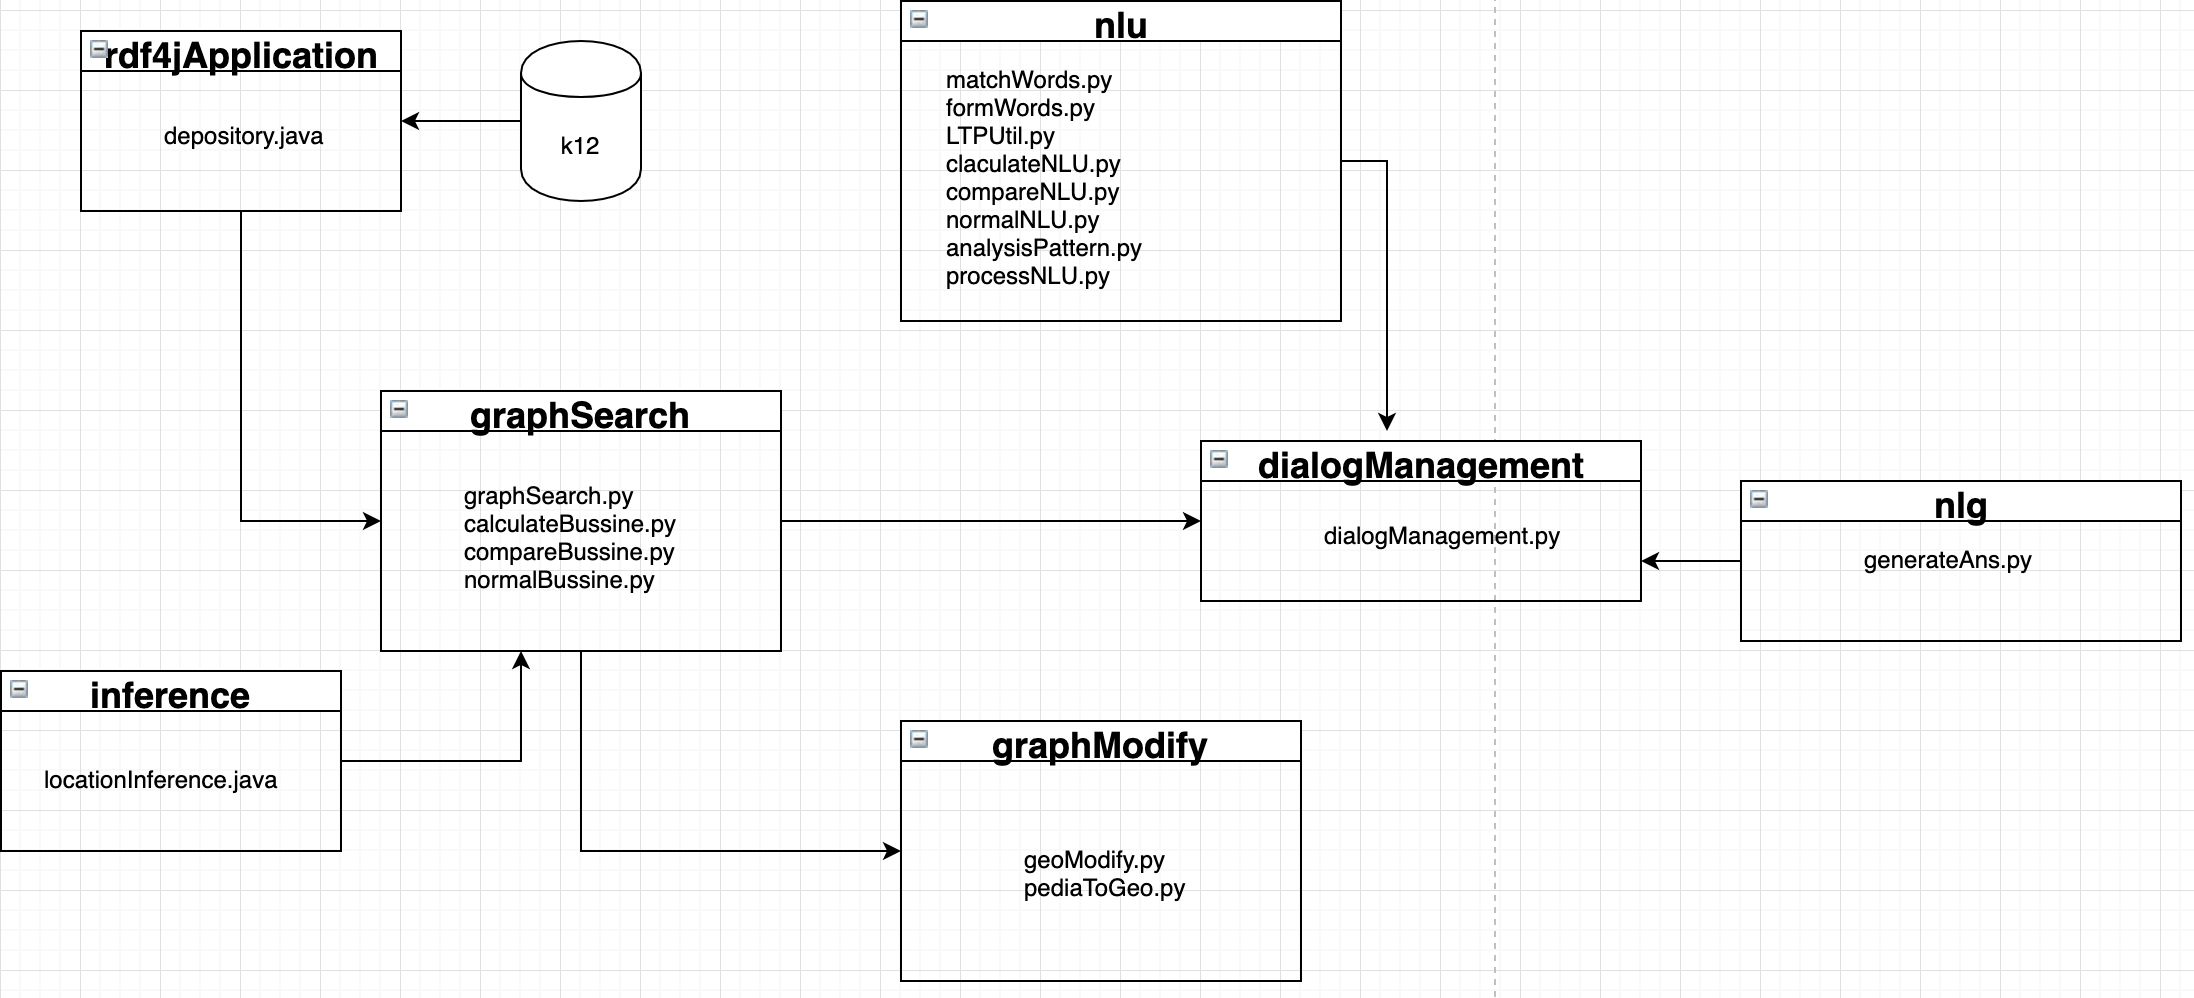 rdf4jApplication
depository.java
k12
nlu
matchWords.py
formWords.py
LTPUtil.py
claculateNLU.py
compareNLU.py
normalNLU.py
analysisPattern.py
processNLU.py
graphSearch
graphSearch.py
calculateBussine.py
compareBussine.py
normalBussine.py
dialogManagement
dialogManagement.py
nlg
generateAns.py
inference
locationInference.java
graphModify
geoModify.py
pediaToGeo.py